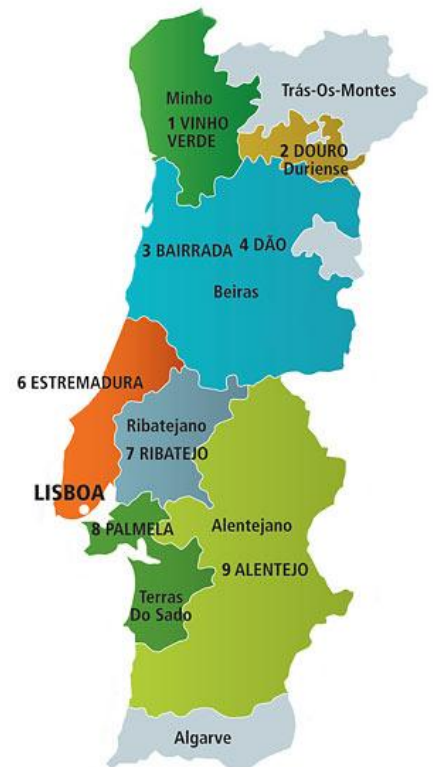 Trás-Os-Montes
Minho
1 VINHO
VERDE
2 DOURO
Duriense
3 BAIRRADA
4 DÃO
Beiras
6 ESTREMADURA
Ribatejano
7 RIBATEJO
LISBOA
8 PALMELA
Alentejano
9 ALENTEJO
Terras
Do Sado
Algarve